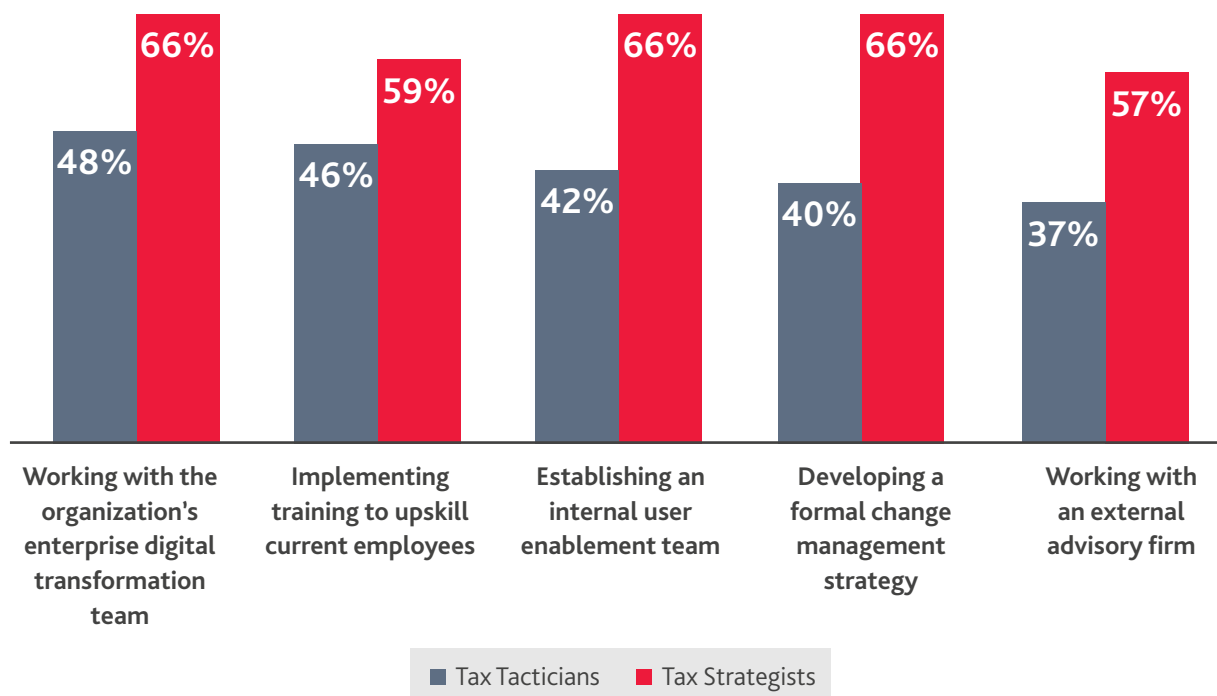 66%
48%
59%
46%
66%
42%
66%
40%
57%
37%
Working with the
organization’s
enterprise digital
transformation
team
Implementing
training to upskill
current employees
Establishing an
internal user
enablement team
Developing a
formal change
management
strategy
Working with
an external
advisory firm
Tax Tacticians
Tax Strategists